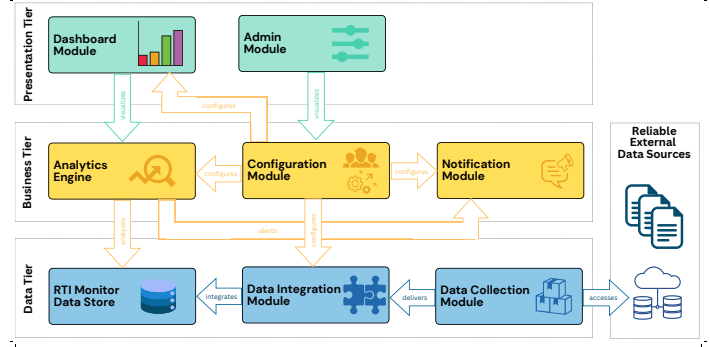 Presentation Tier
Dashboard
Module
Admin
Module
visualizes
configures
visualizes
Business Tier
Analytics
Engine
configures
Configuration
Module
configures
Notification
Module
Reliable
External
Data Sources
analyzes
alerts
configures
Data Tier
RTI Monitor
Data Store
integrates
Data Integration
Module
delivers
Data Collection
Module
accesses